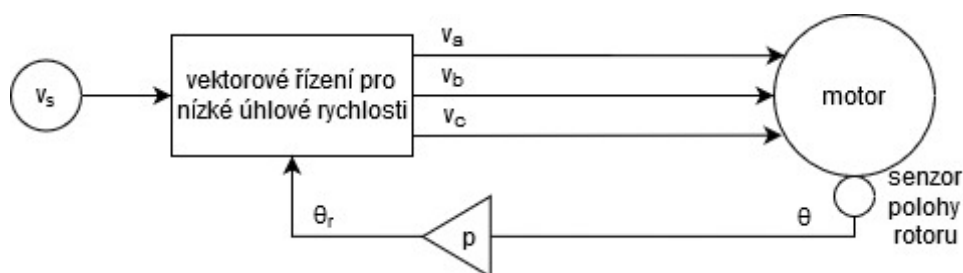 vₛ
vektorové řízení pro
nízké úhlové rychlosti
vₐ
v_b
v_c
motor
senzor
polohy
rotoru
θ
p
θᵣ